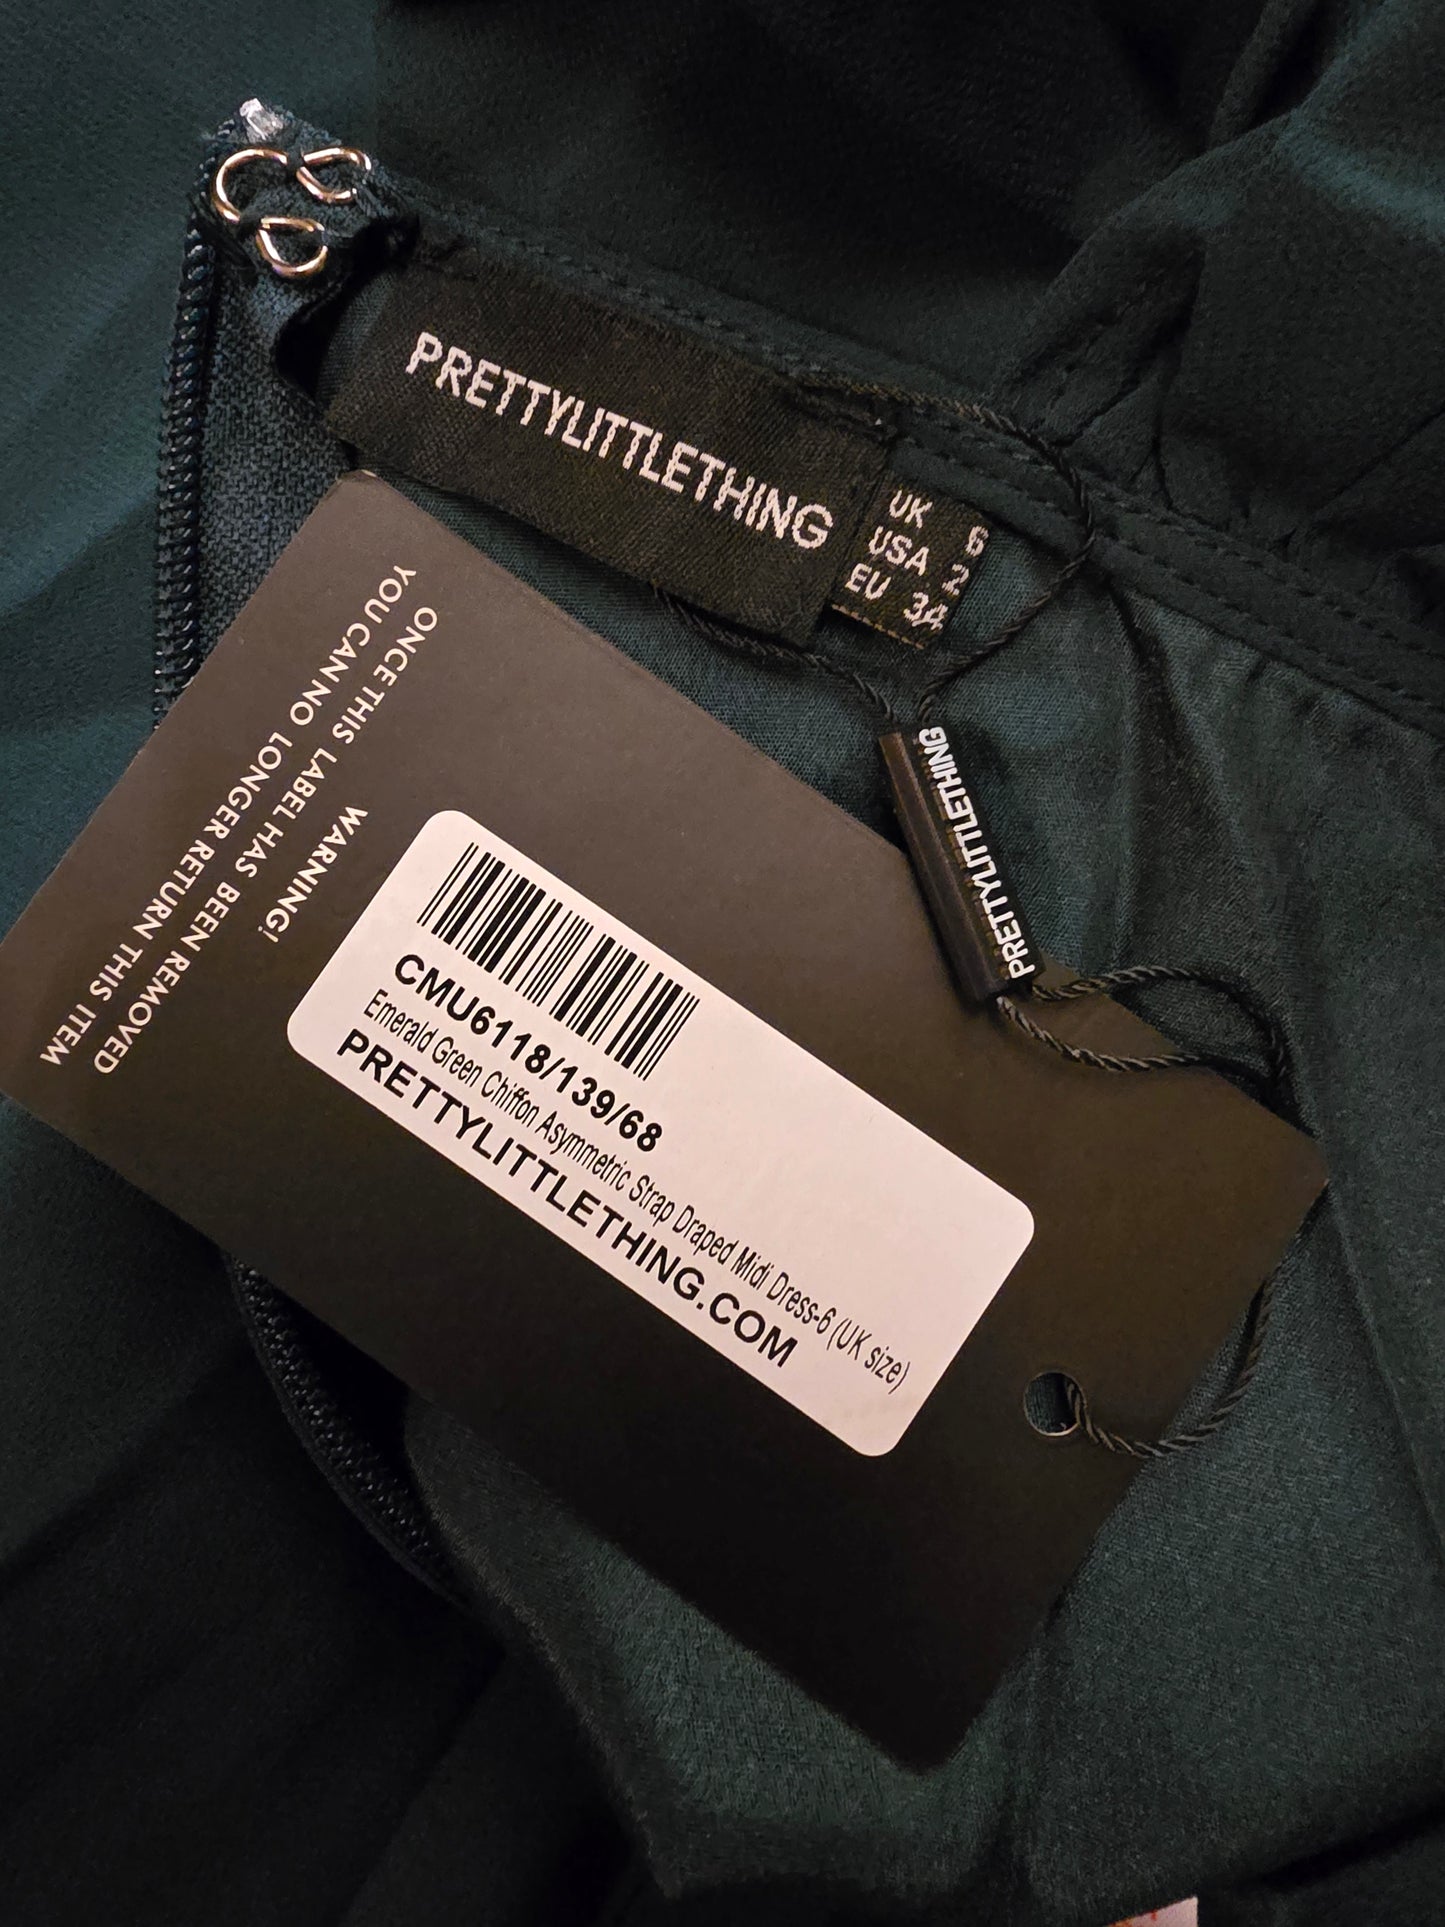 PRETTYLITTLETHING
UK 6
USA 2
EU 34
PRETTYLITTLETHING
WARNING!
ONCE THIS LABEL HAS BEEN REMOVED
YOU CAN NO LONGER RETURN THIS ITEM
CMU6118/139/68
Emerald Green Chiffon Asymmetric Strap Draped Midi Dress-6 (UK size)
PRETTYLITTLETHING.COM